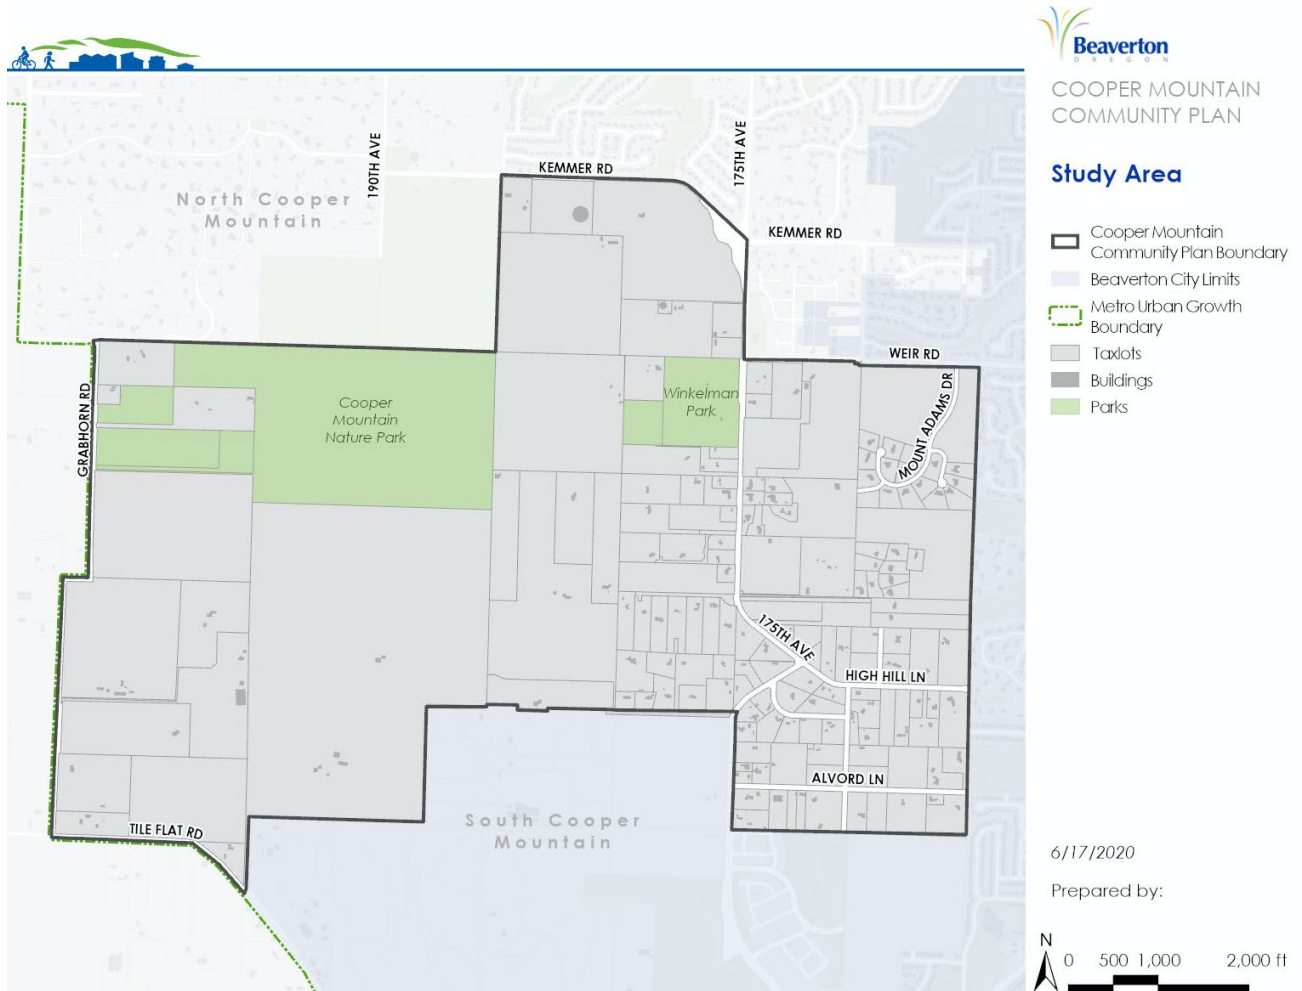 Beaverton
OREGON
COOPER MOUNTAIN
COMMUNITY PLAN
Study Area
Cooper Mountain
Community Plan Boundary
Beaverton City Limits
Metro Urban Growth
Boundary
Taxlots
Buildings
Parks
190TH AVE
175TH AVE
KEMMER RD
North Cooper
Mountain
KEMMER RD
WEIR RD
GRABHORN RD
MOUNT ADAMS DR
Cooper
Mountain
Nature Park
Winkelman
Park
175TH AVE
HIGH HILL LN
ALVORD LN
TILE FLAT RD
South Cooper
Mountain
6/17/2020
Prepared by:
N
0 500 1,000 2,000 ft